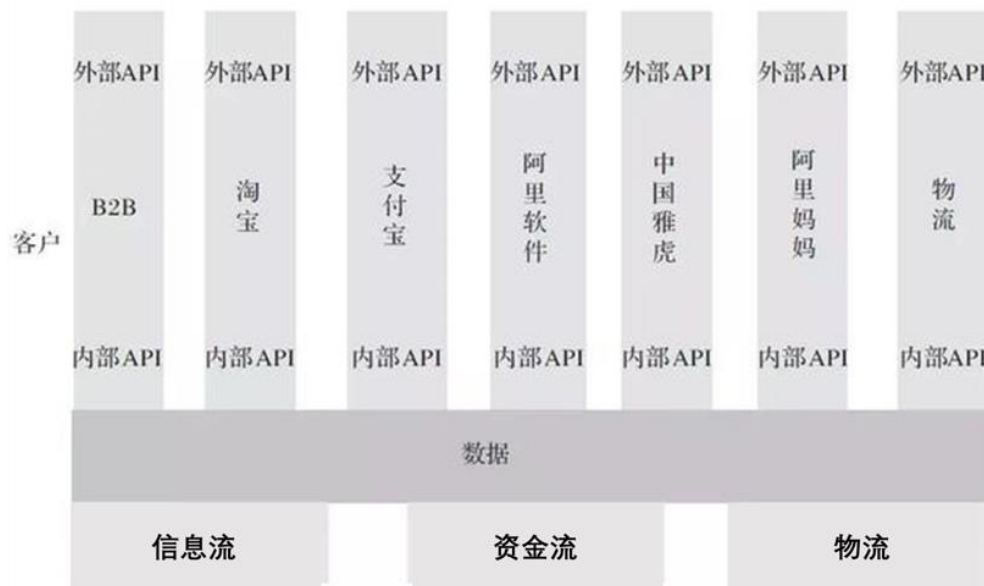 外部API 外部API 外部API 外部API 外部API 外部API 外部API
B2B 淘宝 支付宝 阿里软件 中国雅虎 阿里妈妈 物流
客户
内部API 内部API 内部API 内部API 内部API 内部API 内部API
数据
信息流 资金流 物流